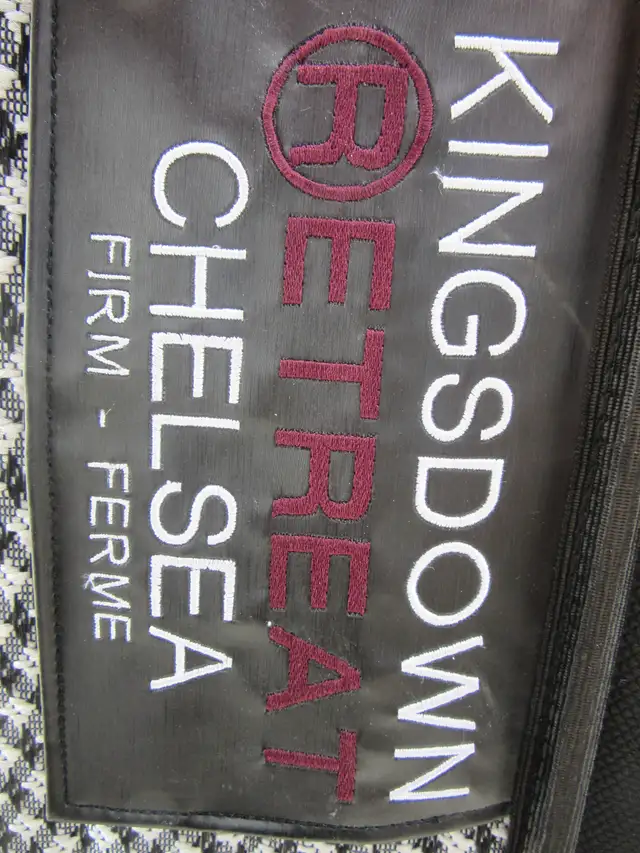 KINGSDOWN
RETREAT
CHELSEA
FIRM - FERME